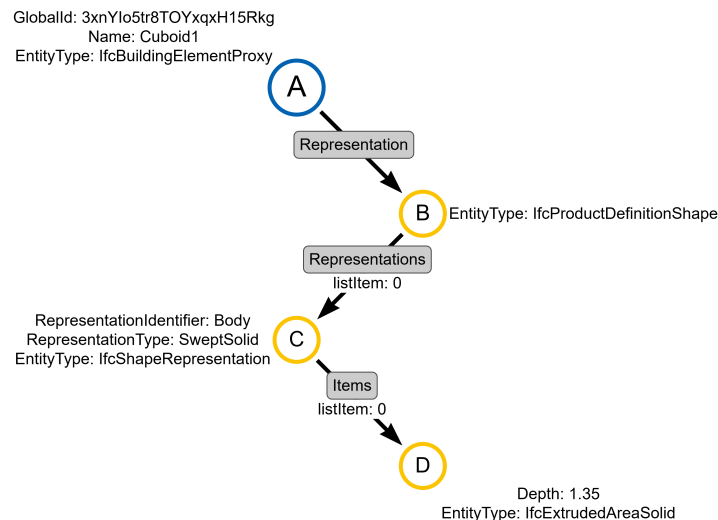 GlobalId: 3xnYIo5tr8TOYxqxH15Rkg
Name: Cuboid1
EntityType: IfcBuildingElementProxy
A
Representation
B
EntityType: IfcProductDefinitionShape
Representations
listItem: 0
RepresentationIdentifier: Body
RepresentationType: SweptSolid
EntityType: IfcShapeRepresentation
C
Items
listItem: 0
D
Depth: 1.35
EntityType: IfcExtrudedAreaSolid